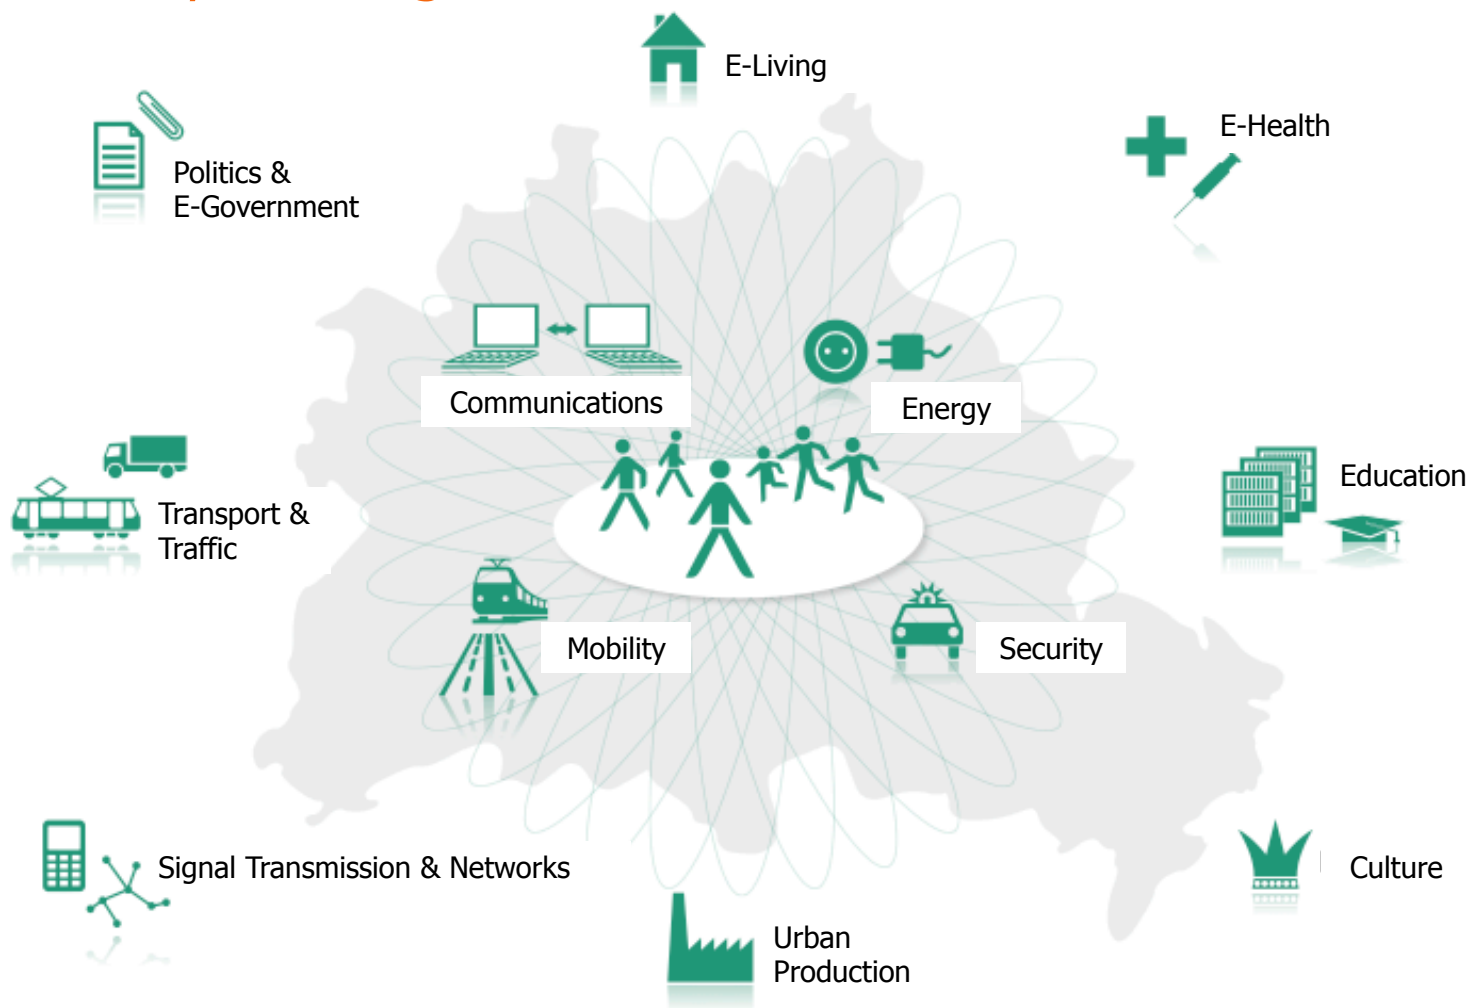 E-Living
E-Health
Politics &
E-Government
Communications
Energy
Education
Transport &
Traffic
Mobility
Security
Signal Transmission & Networks
Culture
Urban
Production